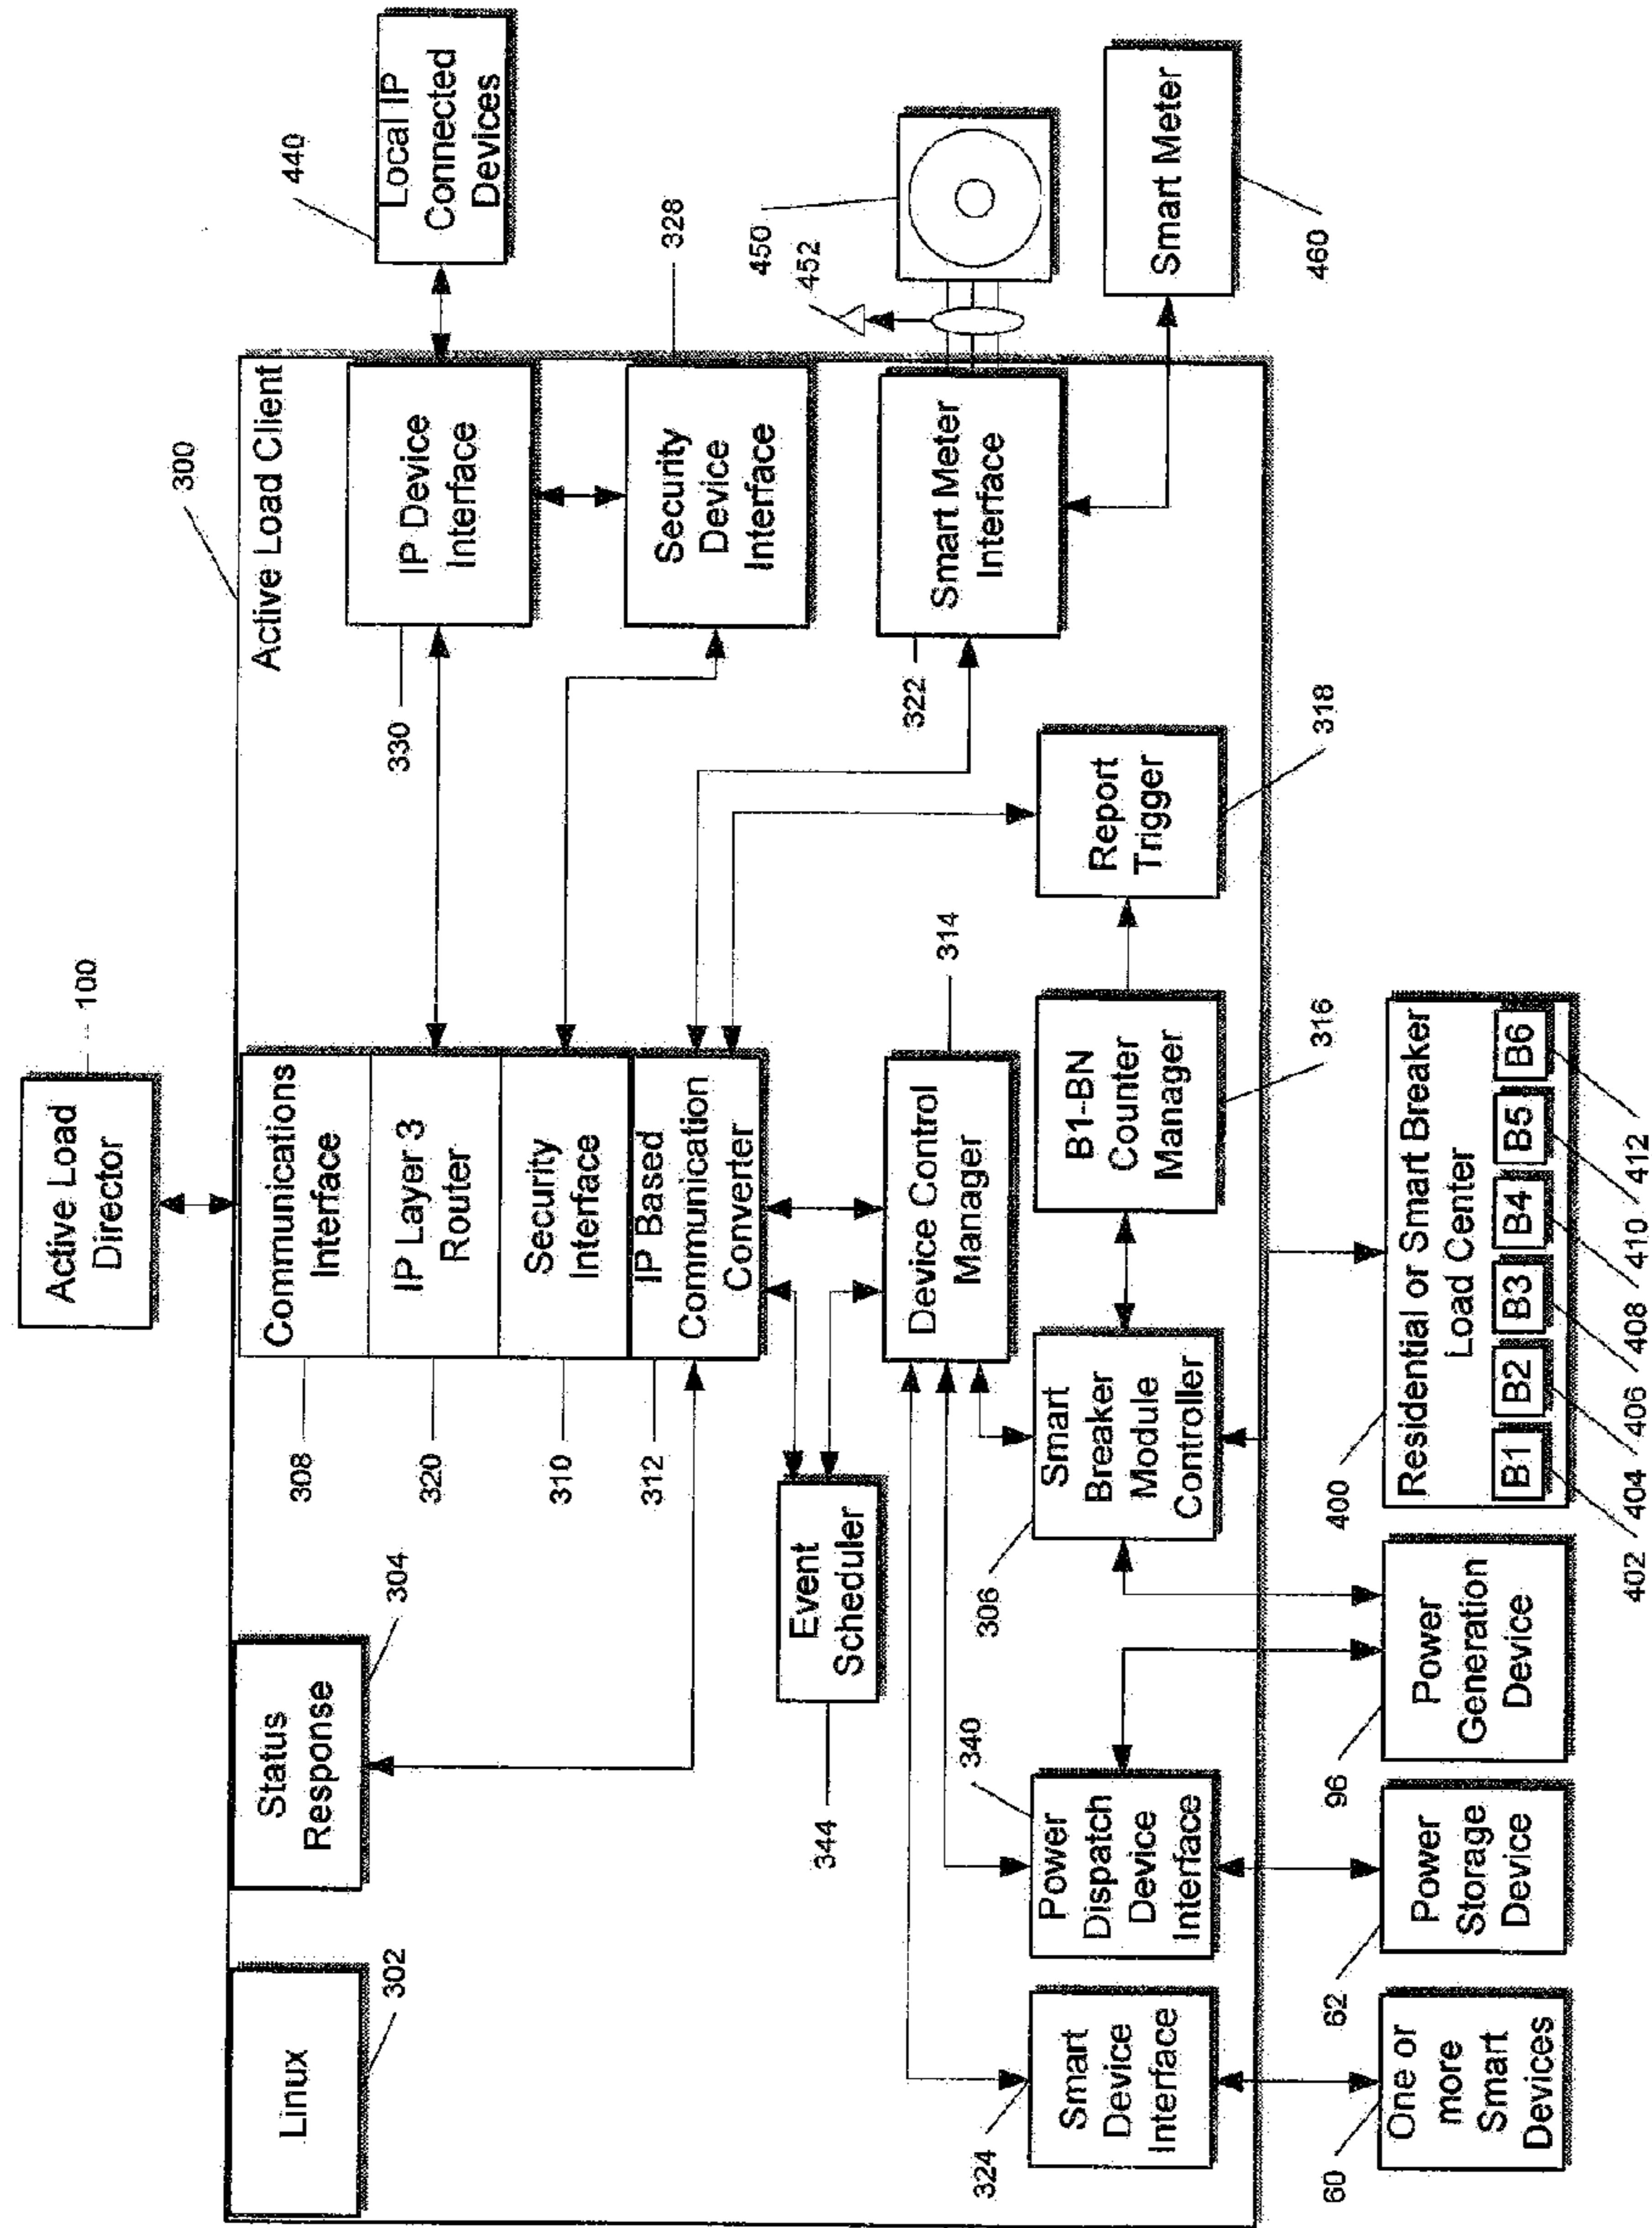 Active Load
Director
100
300
Active Load Client
Linux
302
Status
Response
304
Communications
Interface
308
IP Layer 3
Router
320
Security
Interface
310
IP Based
Communication
Converter
312
IP Device
Interface
330
Local IP
Connected
Devices
440
Security
Device
Interface
328
Smart Meter
Interface
322
450
452
Smart Meter
460
Event
Scheduler
344
Device Control
Manager
314
Smart
Device
Interface
324
Power
Dispatch
Device
Interface
340
Smart
Breaker
Module
Controller
306
B1-BN
Counter
Manager
316
Report
Trigger
318
One or
more
Smart
Devices
60
Power
Storage
Device
62
Power
Generation
Device
96
Residential or Smart Breaker
Load Center
400
B1 B2 B3 B4 B5 B6
402 404 406 408 410 412